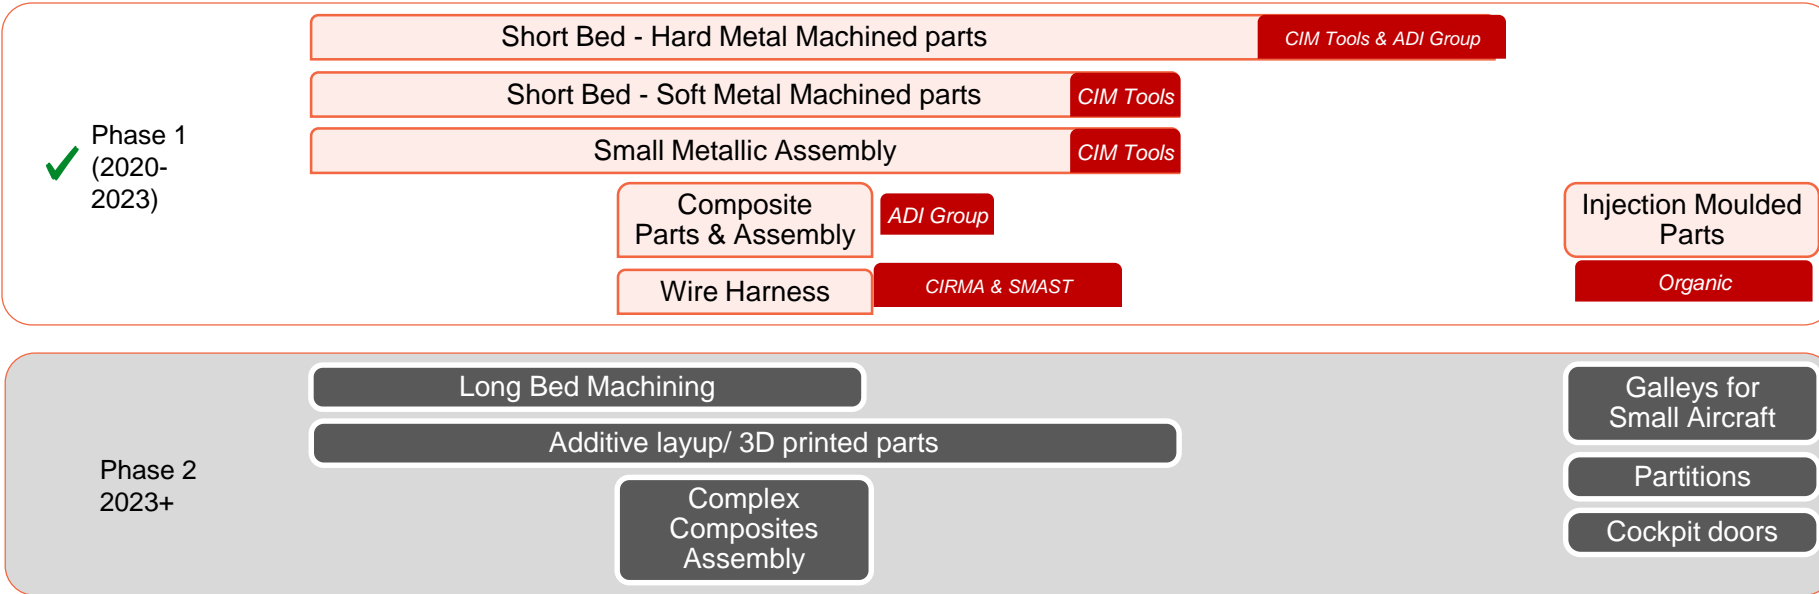 Short Bed - Hard Metal Machined parts
CIM Tools & ADI Group
Short Bed - Soft Metal Machined parts
CIM Tools
Small Metallic Assembly
CIM Tools
Phase 1
(2020-
2023)
Composite
Parts & Assembly
ADI Group
Injection Moulded
Parts
Wire Harness
CIRMA & SMAST
Organic
Long Bed Machining
Galleys for
Small Aircraft
Additive layup/ 3D printed parts
Phase 2
2023+
Partitions
Complex
Composites
Assembly
Cockpit doors